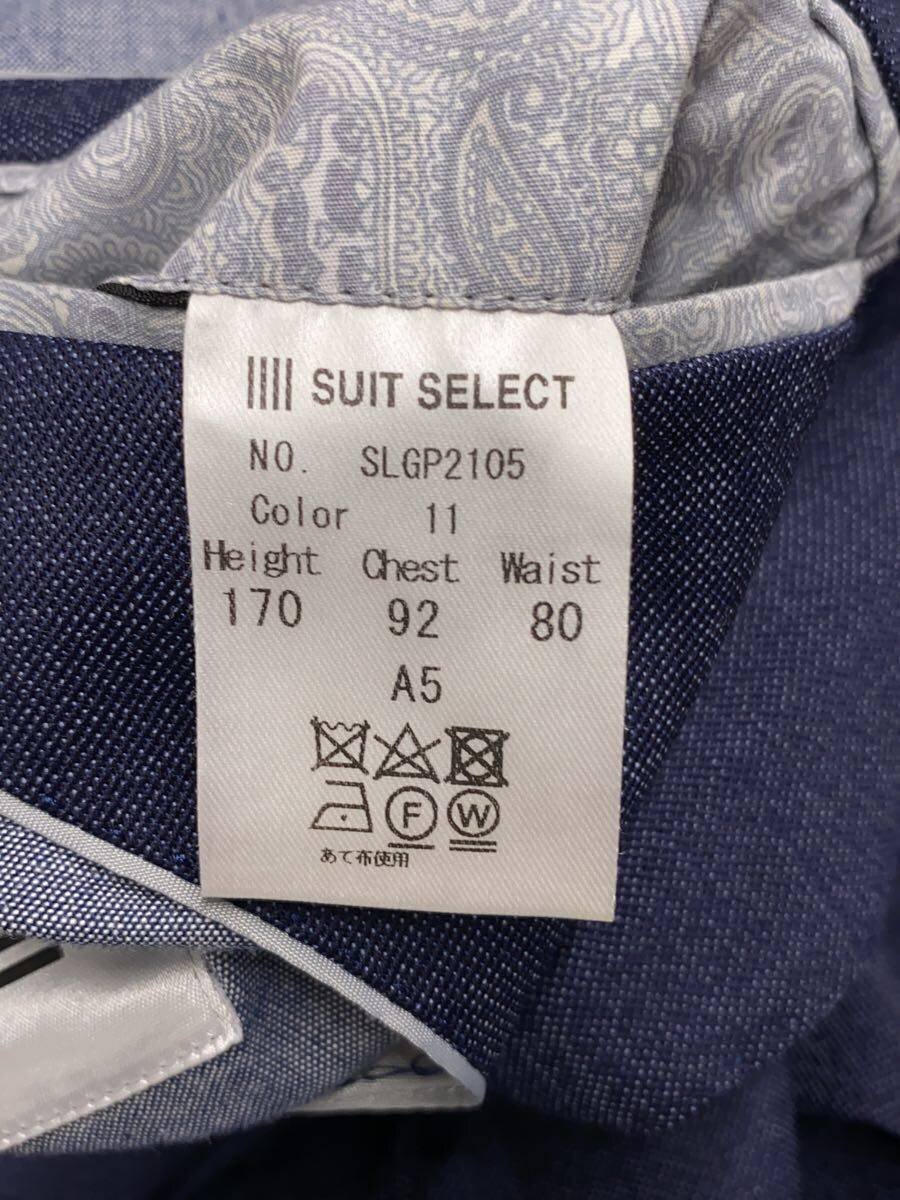 SUIT SELECT
NO. SLGP2105
Color 11
Height Chest Waist
170 92 80
A5
F W
あて布使用